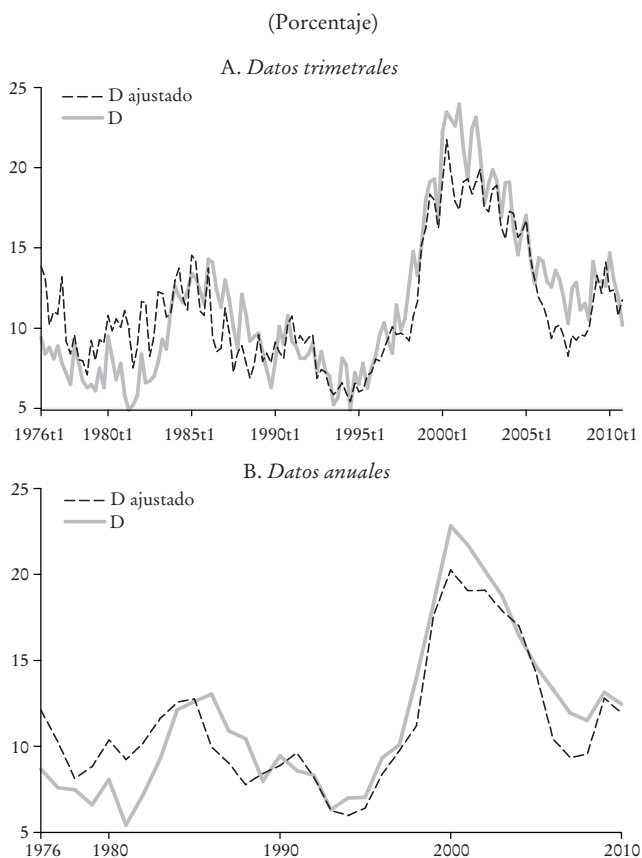 (Porcentaje)
A. Datos trimetrales
25
D ajustado
D
20
15
10
5
1976t1 1980t1 1985t1 1990t1 1995t1 2000t1 2005t1 2010t1
B. Datos anuales
25
D ajustado
D
20
15
10
5
1976 1980 1990 2000 2010